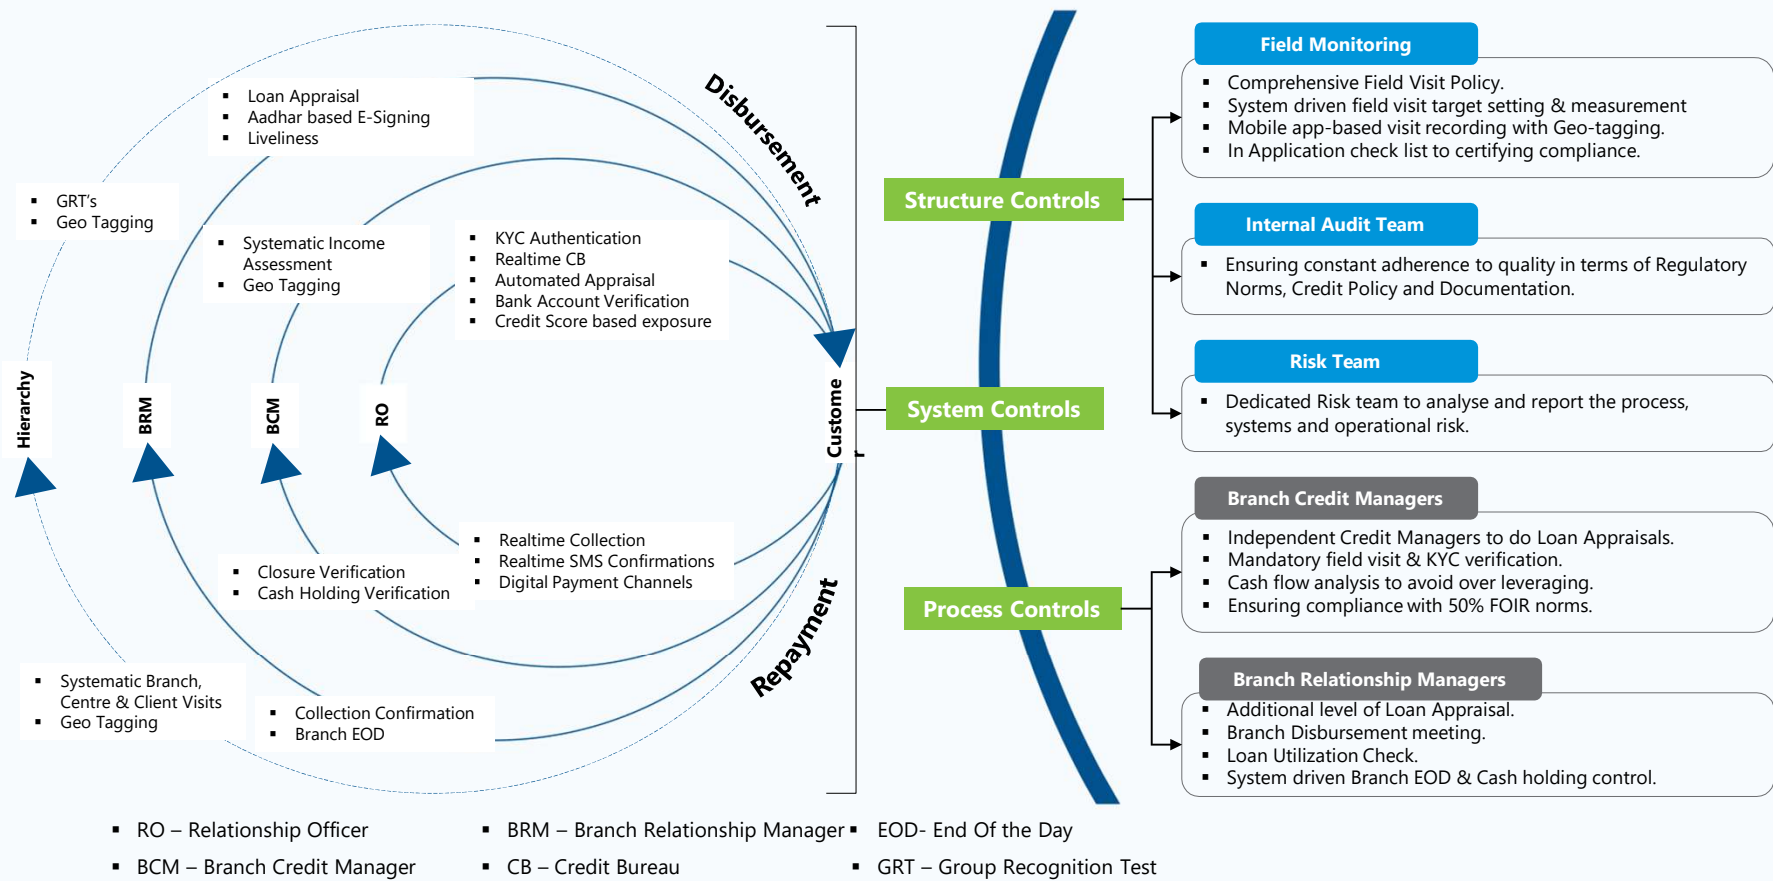 Disbursement
▪ Loan Appraisal
▪ Aadhar based E-Signing
▪ Liveliness
▪ GRT's
▪ Geo Tagging
▪ Systematic Income
Assessment
▪ Geo Tagging
▪ KYC Authentication
▪ Realtime CB
▪ Automated Appraisal
▪ Bank Account Verification
▪ Credit Score based exposure
Hierarchy
BRM
BCM
RO
Custome
r
▪ Realtime Collection
▪ Realtime SMS Confirmations
▪ Digital Payment Channels
▪ Closure Verification
▪ Cash Holding Verification
Repayment
▪ Systematic Branch,
Centre & Client Visits
▪ Geo Tagging
▪ Collection Confirmation
▪ Branch EOD
Structure Controls
System Controls
Process Controls
Field Monitoring
▪ Comprehensive Field Visit Policy.
▪ System driven field visit target setting & measurement
▪ Mobile app-based visit recording with Geo-tagging.
▪ In Application check list to certifying compliance.
Internal Audit Team
▪ Ensuring constant adherence to quality in terms of Regulatory
Norms, Credit Policy and Documentation.
Risk Team
▪ Dedicated Risk team to analyse and report the process,
systems and operational risk.
Branch Credit Managers
▪ Independent Credit Managers to do Loan Appraisals.
▪ Mandatory field visit & KYC verification.
▪ Cash flow analysis to avoid over leveraging.
▪ Ensuring compliance with 50% FOIR norms.
Branch Relationship Managers
▪ Additional level of Loan Appraisal.
▪ Branch Disbursement meeting.
▪ Loan Utilization Check.
▪ System driven Branch EOD & Cash holding control.
▪ RO – Relationship Officer
▪ BRM – Branch Relationship Manager
▪ EOD- End Of the Day
▪ BCM – Branch Credit Manager
▪ CB – Credit Bureau
▪ GRT – Group Recognition Test